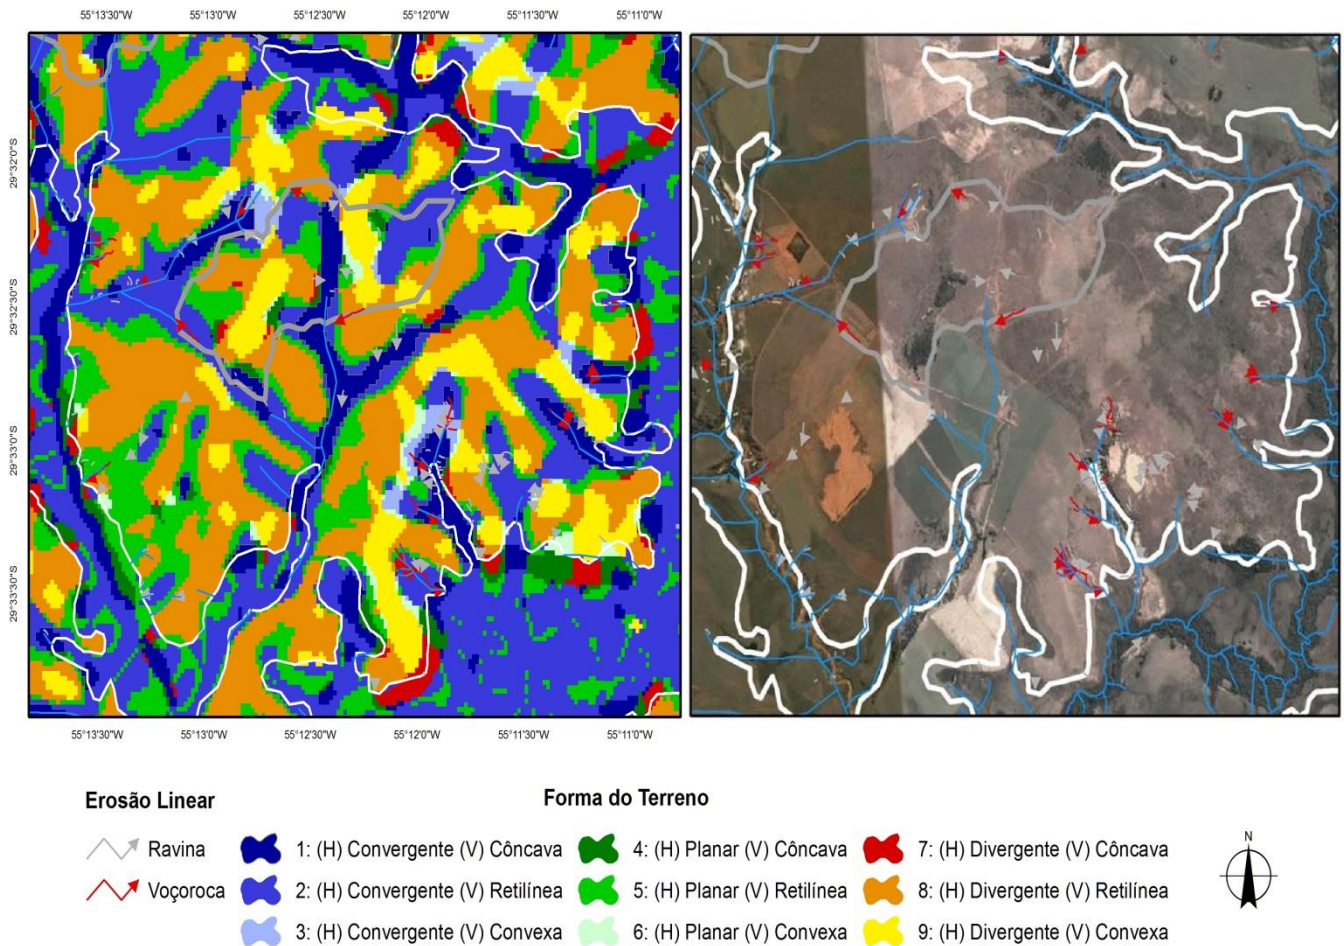 55°13'30"W 55°13'0"W 55°12'30"W 55°12'0"W 55°11'30"W 55°11'0"W
29°32'0"S
29°32'30"S
29°33'0"S
29°33'30"S
55°13'30"W 55°13'0"W 55°12'30"W 55°12'0"W 55°11'30"W 55°11'0"W
Erosão Linear
Ravina
Voçoroca
Forma do Terreno
1: (H) Convergente (V) Côncava
2: (H) Convergente (V) Retilínea
3: (H) Convergente (V) Convexa
4: (H) Planar (V) Côncava
5: (H) Planar (V) Retilínea
6: (H) Planar (V) Convexa
7: (H) Divergente (V) Côncava
8: (H) Divergente (V) Retilínea
9: (H) Divergente (V) Convexa
N